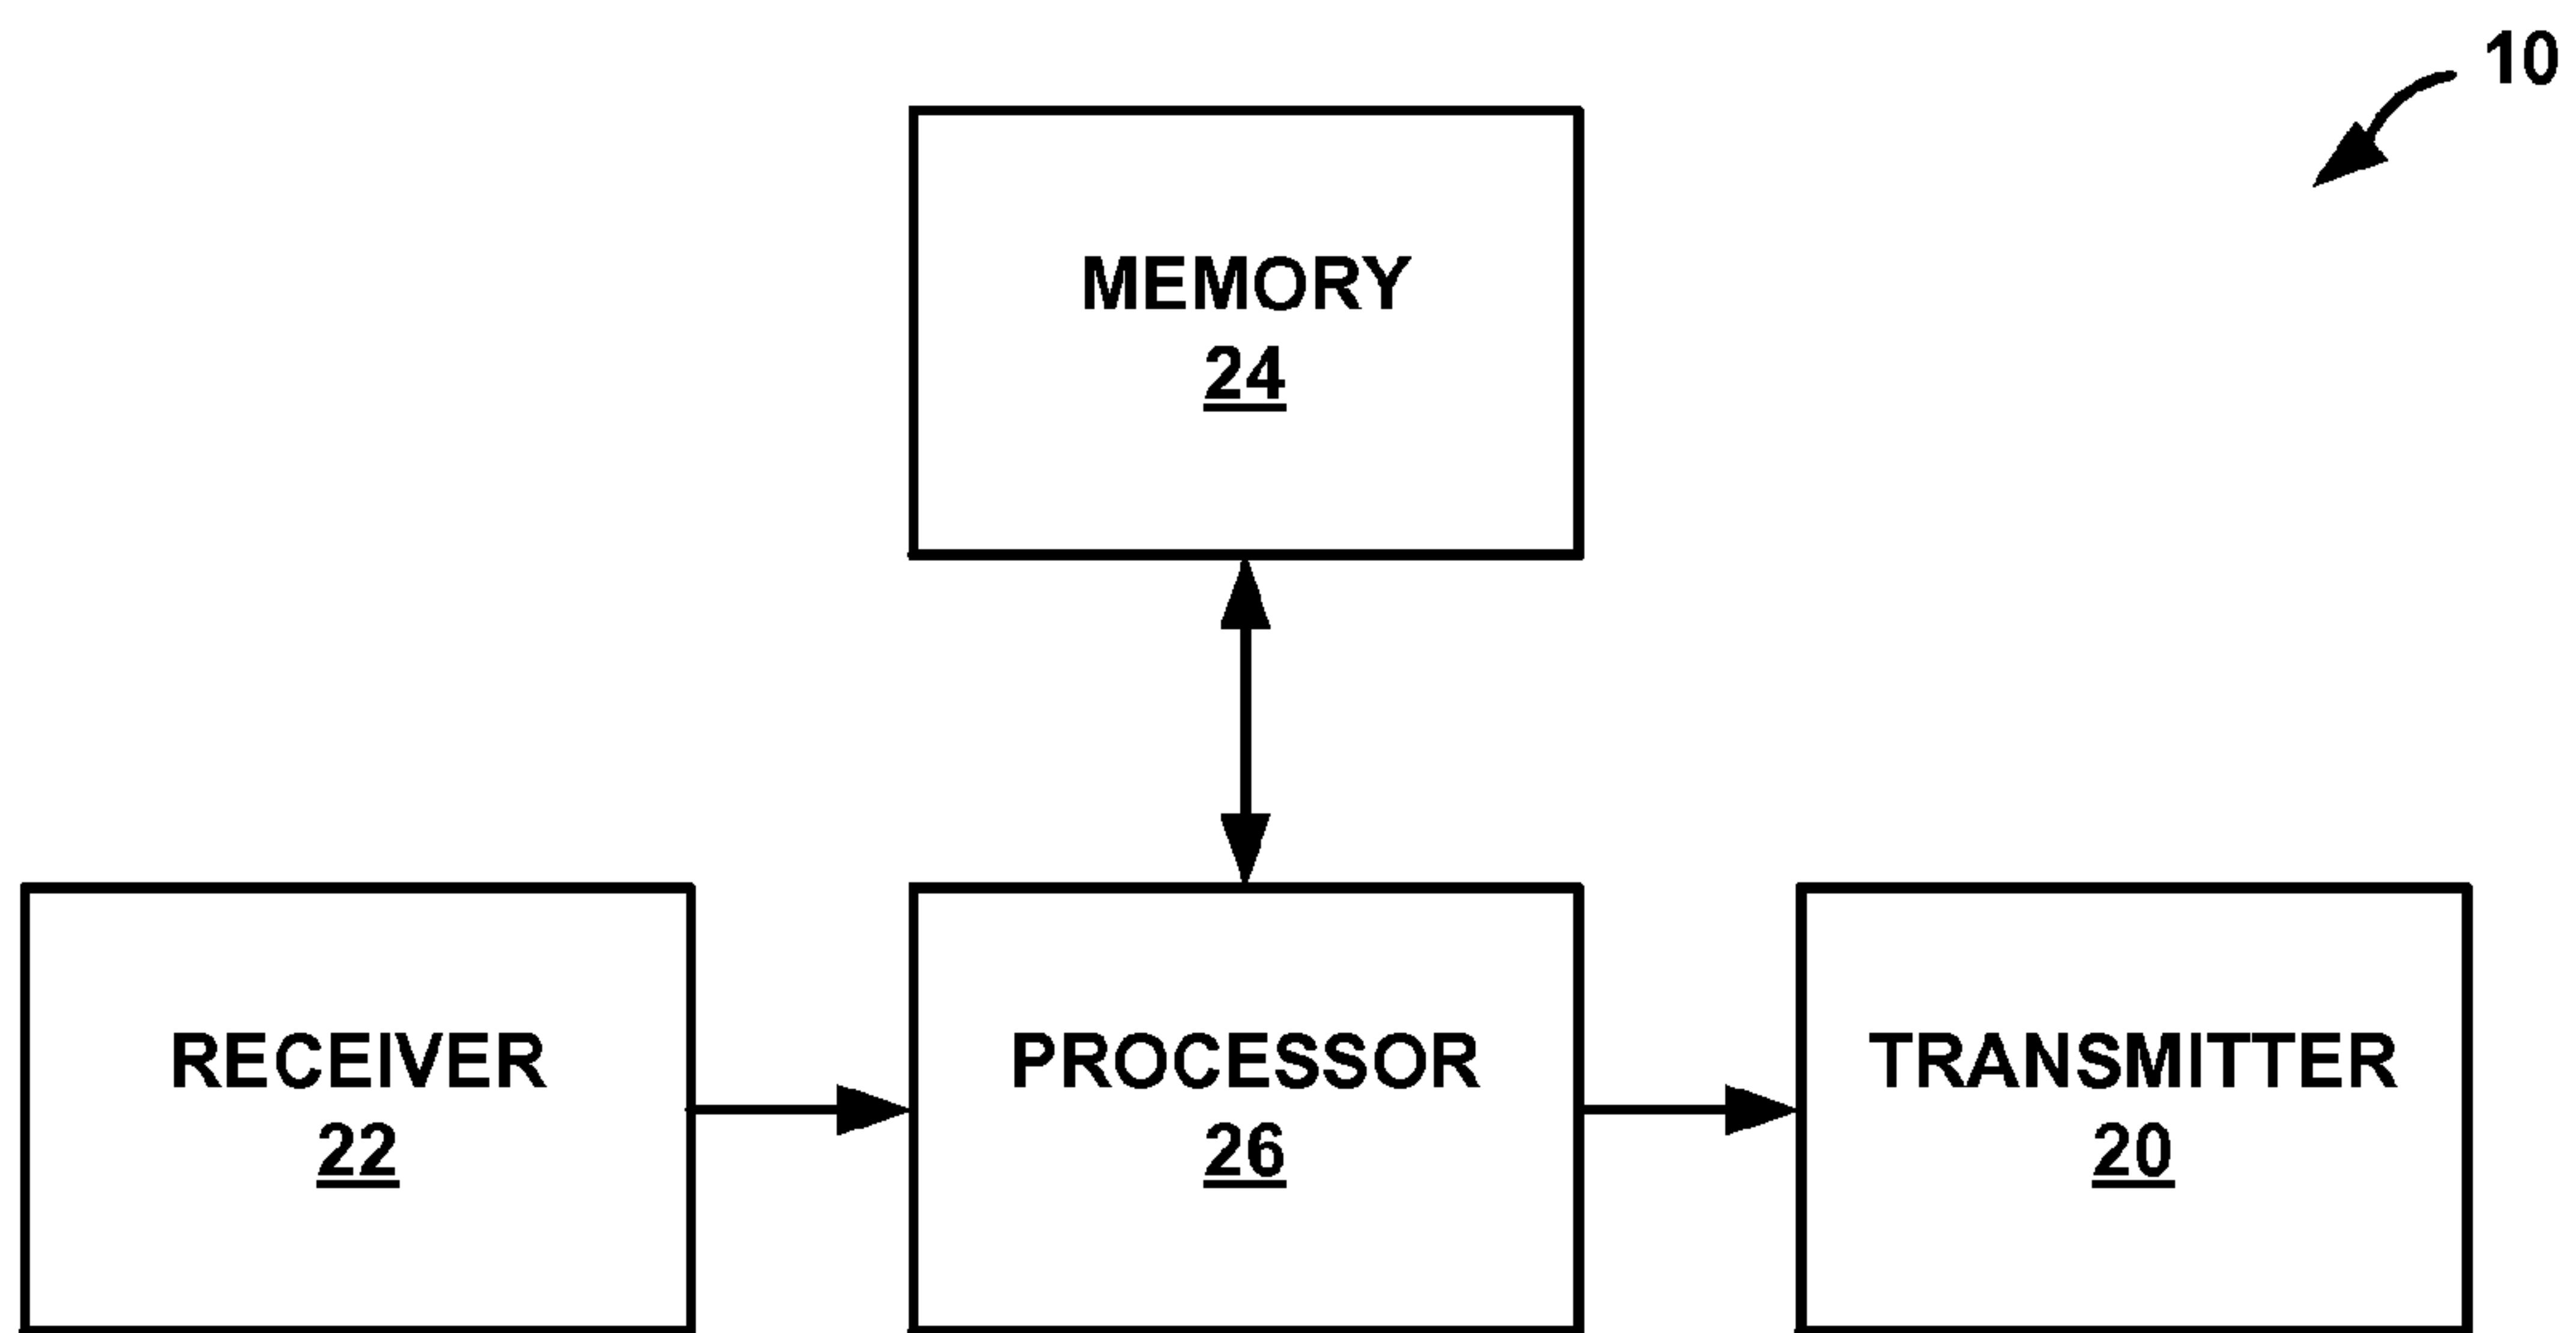 10
MEMORY
24
RECEIVER
22
PROCESSOR
26
TRANSMITTER
20